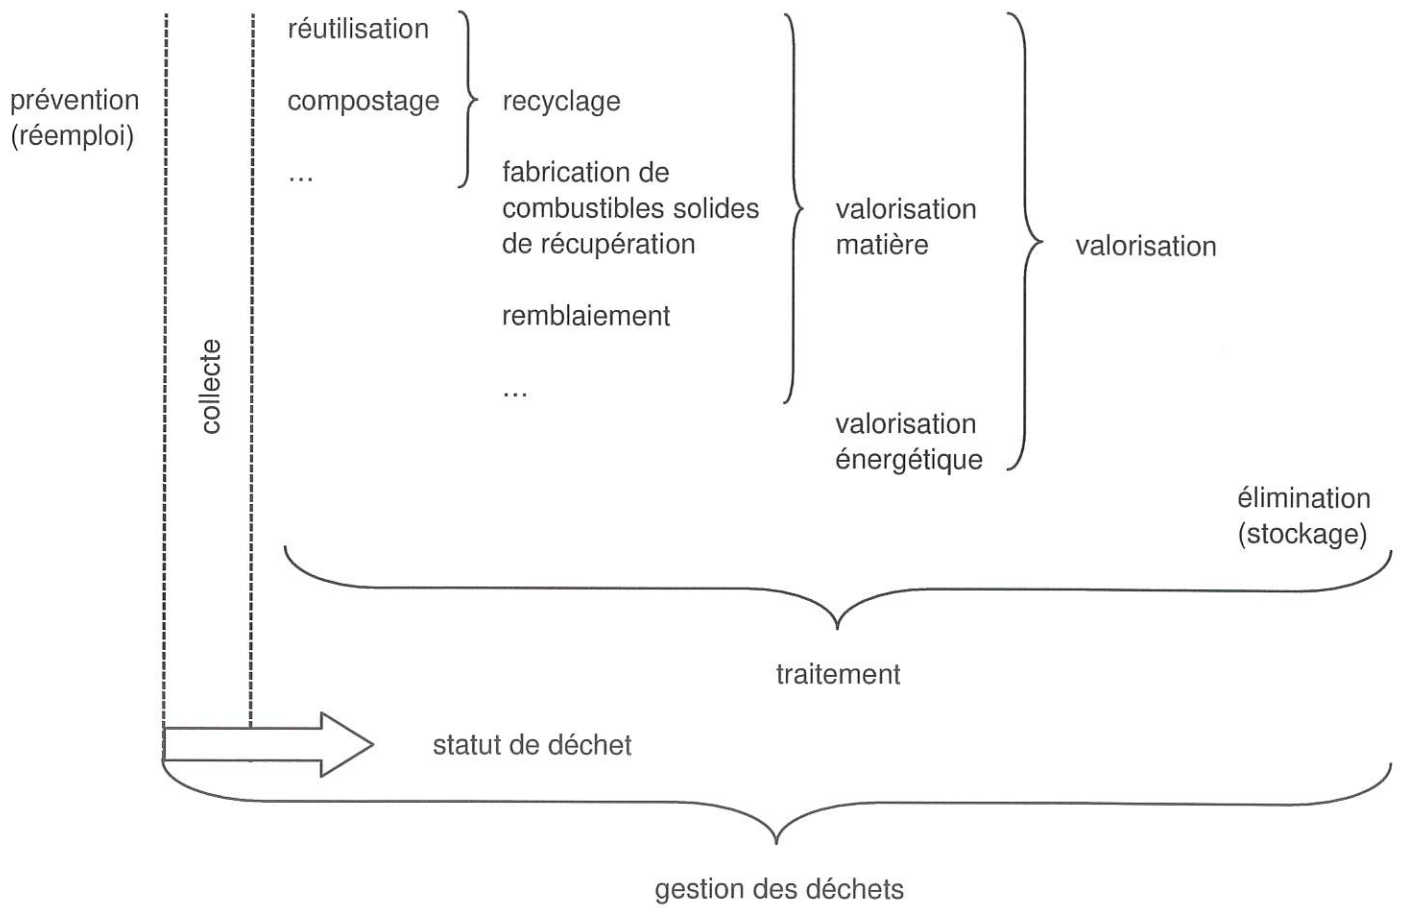 réutilisation
prévention
(réemploi)
compostage
...
recyclage
fabrication de
combustibles solides
de récupération
remblaiement
...
valorisation
matière
valorisation
énergétique
valorisation
élimination
(stockage)
collecte
traitement
statut de déchet
gestion des déchets